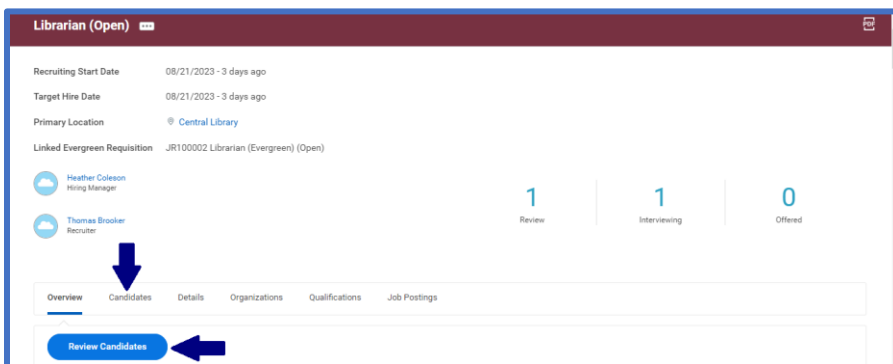 Librarian (Open)
PDF
Recruiting Start Date 08/21/2023 - 3 days ago
Target Hire Date 08/21/2023 - 3 days ago
Primary Location Central Library
Linked Evergreen Requisition JR100002 Librarian (Evergreen) (Open)
Heather Coleson
Hiring Manager
Thomas Brooker
Recruiter
1 1 0
Review Interviewing Offered
Overview Candidates Details Organizations Qualifications Job Postings
Review Candidates